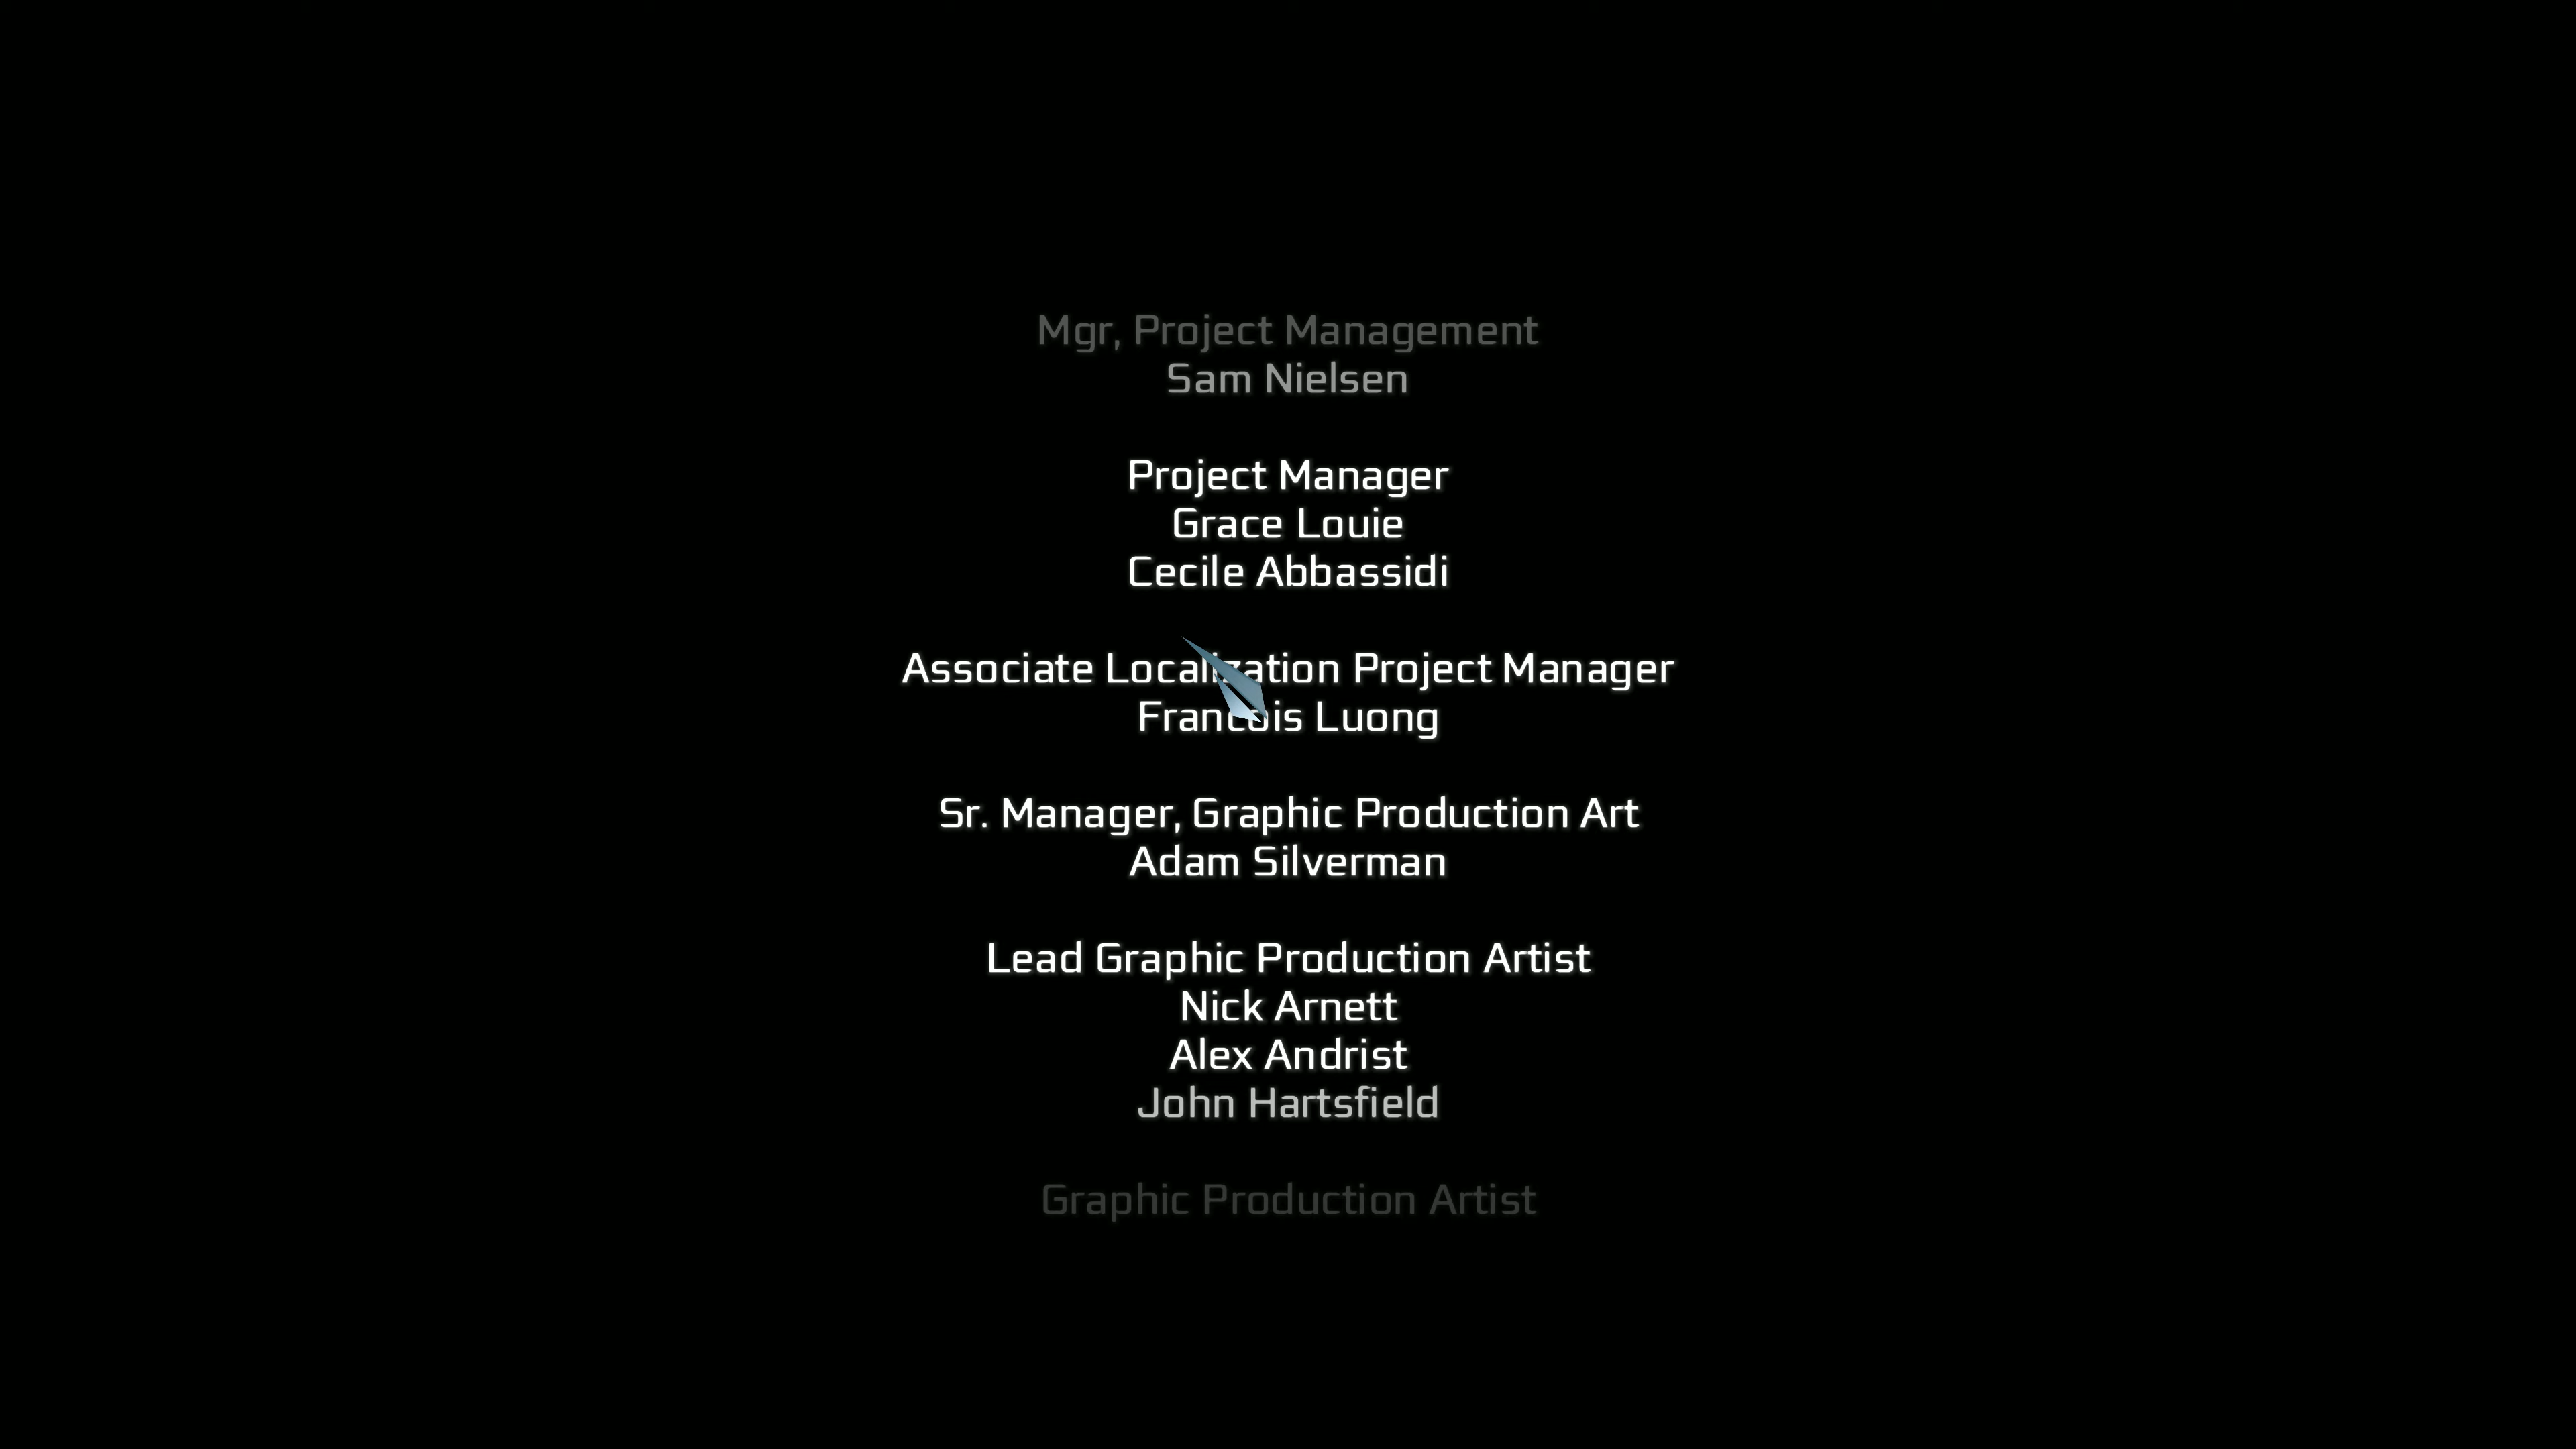 Mgr, Project Management
Sam Nielsen
Project Manager
Grace Louie
Cecile Abbassidi
Associate Localization Project Manager
Francois Luong
Sr. Manager, Graphic Production Art
Adam Silverman
Lead Graphic Production Artist
Nick Arnett
Alex Andrist
John Hartsfield
Graphic Production Artist